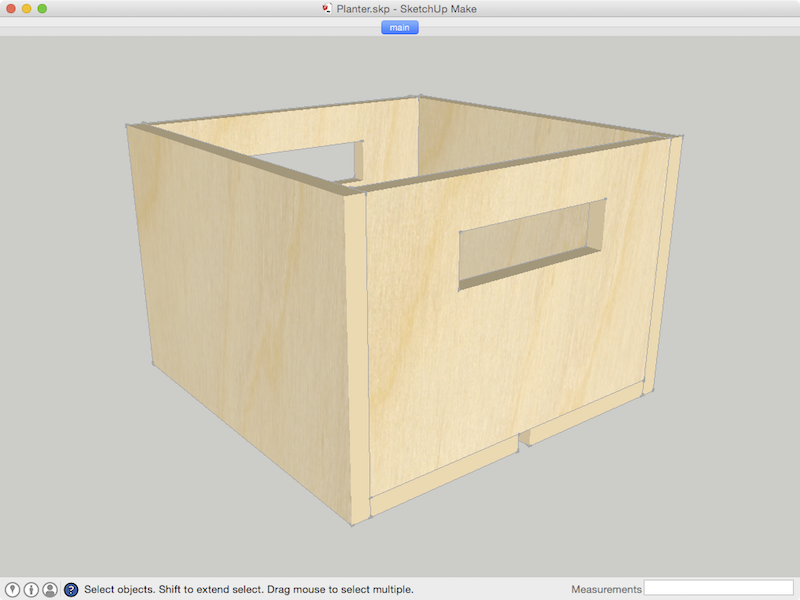 Planter.skp - SketchUp Make
main
?
Select objects. Shift to extend select. Drag mouse to select multiple.
Measurements